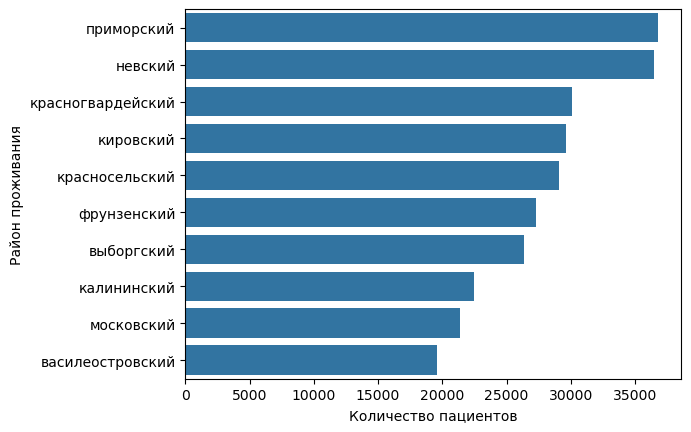 приморский
невский
красногвардейский
кировский
красносельский
фрунзенский
выборгский
калининский
московский
василеостровский
Район проживания
0 5000 10000 15000 20000 25000 30000 35000
Количество пациентов